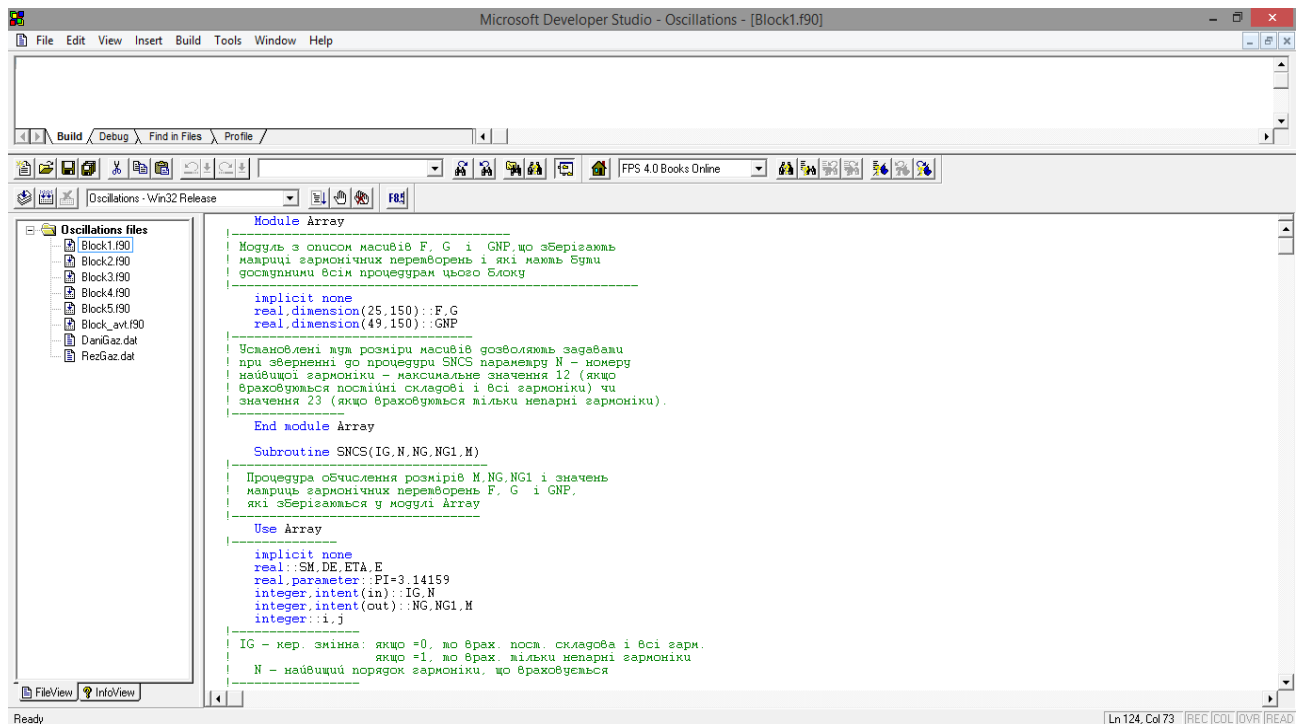 Microsoft Developer Studio - Oscillations - [Block1.f90]
File Edit View Insert Build Tools Window Help
Build Debug Find in Files Profile
FPS 4.0 Books Online
Oscillations - Win32 Release
Oscillations files
Block1.f90
Block2.f90
Block3.f90
Block4.f90
Block5.f90
Block_avt.f90
DaniGaz.dat
RezGaz.dat
FileView InfoView
Module Array
!-----------------------------------
! Модуль з описом масивів F, G і GNP,що зберігають
! матриці гармонічних перетворень і які мають бути
! доступними всім процедурам цього блоку
!---------------------------------------------------
implicit none
real,dimension(25,150)::F,G
real,dimension(49,150)::GNP
!------------------------------
! Установлені тут розміри масивів дозволяють задавати
! при зверненні до процедури SNCS параметру N - номеру
! найвищої гармоніки - максимальне значення 12 (якщо
! враховуються постійні складові і всі гармоніки) чи
! значення 23 (якщо враховуються тільки непарні гармоніки).
!--------------
End module Array
Subroutine SNCS(IG,N,NG,NG1,M)
!--------------------------------
! Процедура обчислення розмірів M,NG,NG1 і значень
! матриць гармонічних перетворень F, G і GNP,
! які зберігаються у модулі Array
!-------------------------------
Use Array
!-------------
implicit none
real::SM,DE,ETA,E
real,parameter::PI=3.14159
integer,intent(in)::IG,N
integer,intent(out)::NG,NG1,M
integer::i,j
!----------------
! IG - кер. змінна: якщо =0, то врах. пост. складова і всі гарм.
! якщо =1, то врах. тільки непарні гармоніки
! N - найвищий порядок гармоніки, що враховується
!----------------
Ready
Ln 124, Col 73 REC COL OVR READ